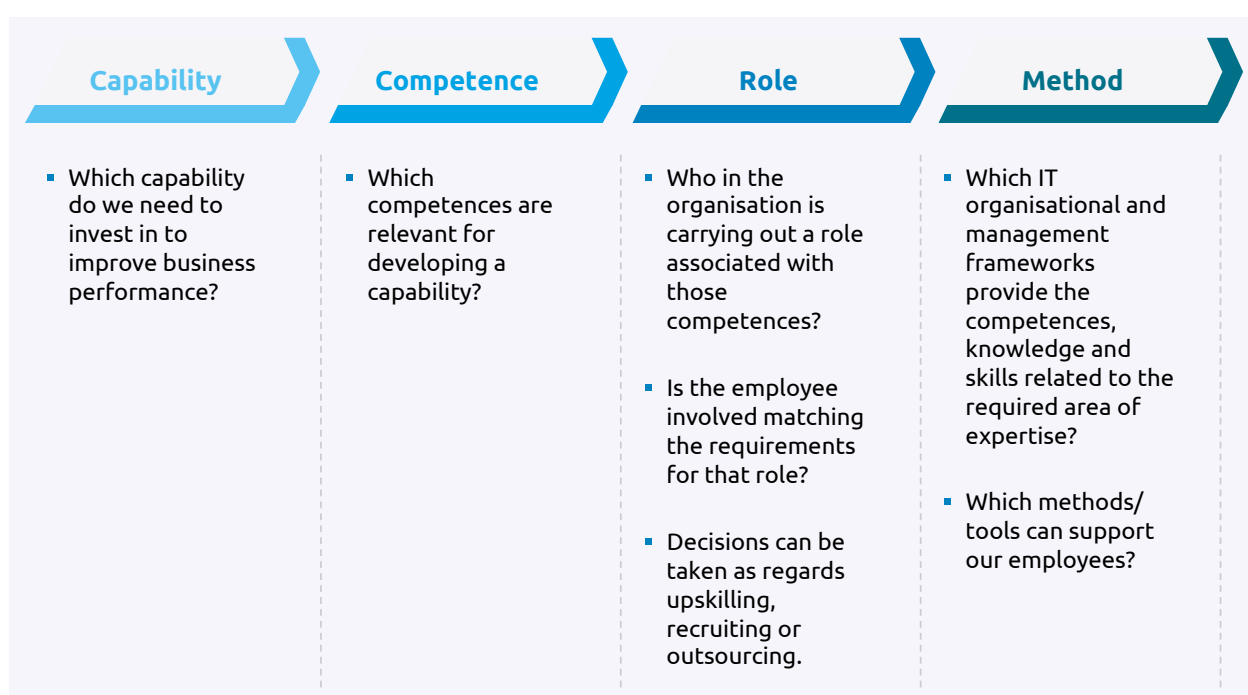 Capability
Competence
Role
Method
▪ Which capability
do we need to
invest in to
improve business
performance?
▪ Which
competences are
relevant for
developing a
capability?
▪ Who in the
organisation is
carrying out a role
associated with
those
competences?
▪ Is the employee
involved matching
the requirements
for that role?
▪ Decisions can be
taken as regards
upskilling,
recruiting or
outsourcing.
▪ Which IT
organisational and
management
frameworks
provide the
competences,
knowledge and
skills related to the
required area of
expertise?
▪ Which methods/
tools can support
our employees?